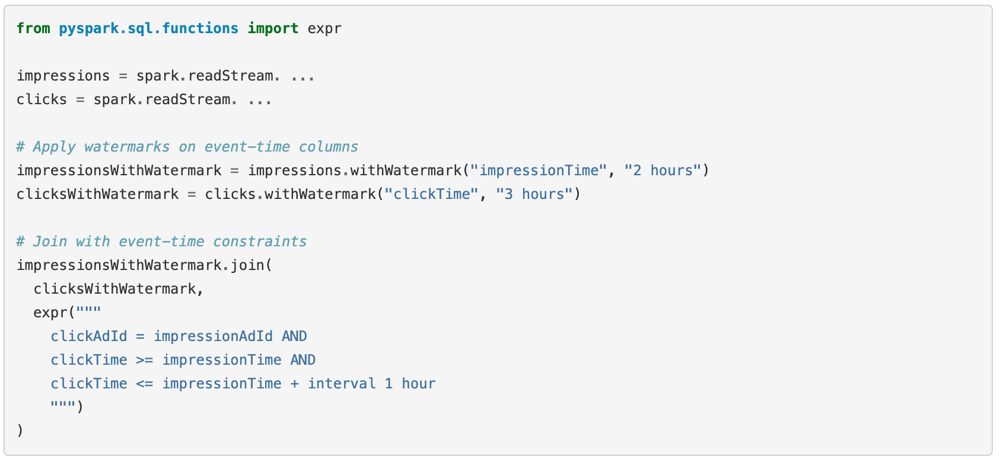 from pyspark.sql.functions import expr
impressions = spark.readStream. ...
clicks = spark.readStream. ...
# Apply watermarks on event-time columns
impressionsWithWatermark = impressions.withWatermark("impressionTime", "2 hours")
clicksWithWatermark = clicks.withWatermark("clickTime", "3 hours")
# Join with event-time constraints
impressionsWithWatermark.join(
  clicksWithWatermark,
  expr("""
    clickAdId = impressionAdId AND
    clickTime >= impressionTime AND
    clickTime <= impressionTime + interval 1 hour
    """)
)